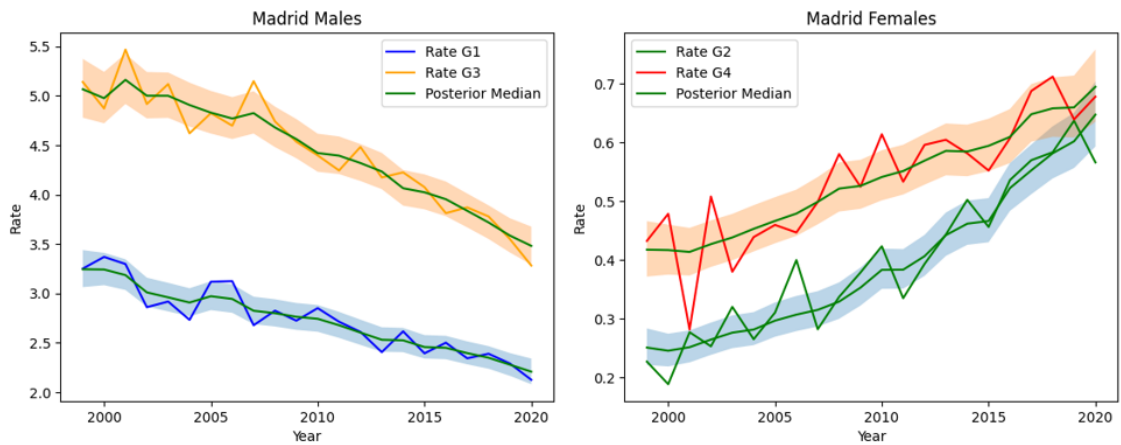 Madrid Males
Rate G1
Rate G3
Posterior Median
5.5
5.0
4.5
4.0
3.5
3.0
2.5
2.0
Rate
2000
2005
2010
2015
2020
Year
Madrid Females
Rate G2
Rate G4
Posterior Median
0.7
0.6
0.5
0.4
0.3
0.2
Rate
2000
2005
2010
2015
2020
Year